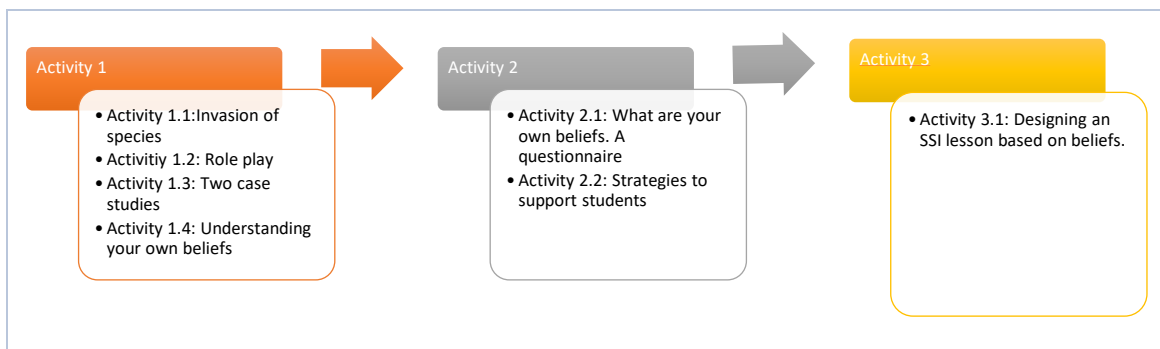 Activity 1
• Activity 1.1:Invasion of
species
• Activitiy 1.2: Role play
• Activity 1.3: Two case
studies
• Activity 1.4: Understanding
your own beliefs
Activity 2
• Activity 2.1: What are your
own beliefs. A
questionnaire
• Activity 2.2: Strategies to
support students
Activity 3
• Activity 3.1: Designing an
SSI lesson based on beliefs.